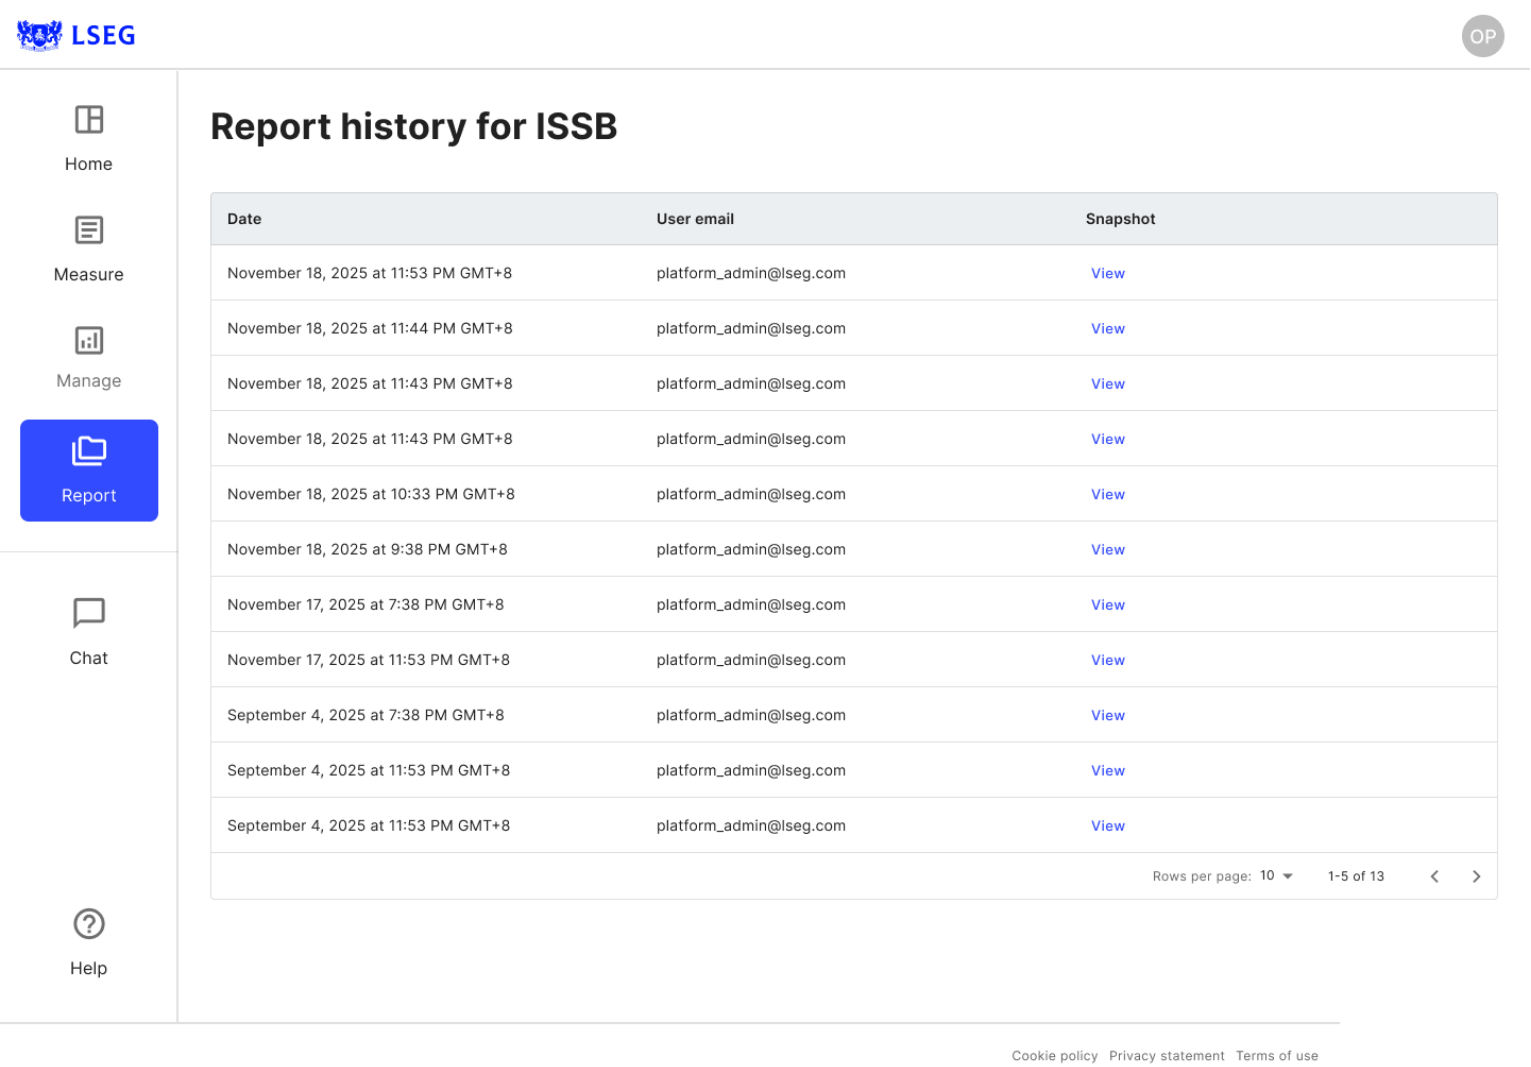 LSEG
OP
Home
Measure
Manage
Report
Chat
Help
Report history for ISSB
Date User email Snapshot
November 18, 2025 at 11:53 PM GMT+8 platform_admin@lseg.com View
November 18, 2025 at 11:44 PM GMT+8 platform_admin@lseg.com View
November 18, 2025 at 11:43 PM GMT+8 platform_admin@lseg.com View
November 18, 2025 at 11:43 PM GMT+8 platform_admin@lseg.com View
November 18, 2025 at 10:33 PM GMT+8 platform_admin@lseg.com View
November 18, 2025 at 9:38 PM GMT+8 platform_admin@lseg.com View
November 17, 2025 at 7:38 PM GMT+8 platform_admin@lseg.com View
November 17, 2025 at 11:53 PM GMT+8 platform_admin@lseg.com View
September 4, 2025 at 7:38 PM GMT+8 platform_admin@lseg.com View
September 4, 2025 at 11:53 PM GMT+8 platform_admin@lseg.com View
September 4, 2025 at 11:53 PM GMT+8 platform_admin@lseg.com View
Rows per page: 10 1-5 of 13
Cookie policy Privacy statement Terms of use